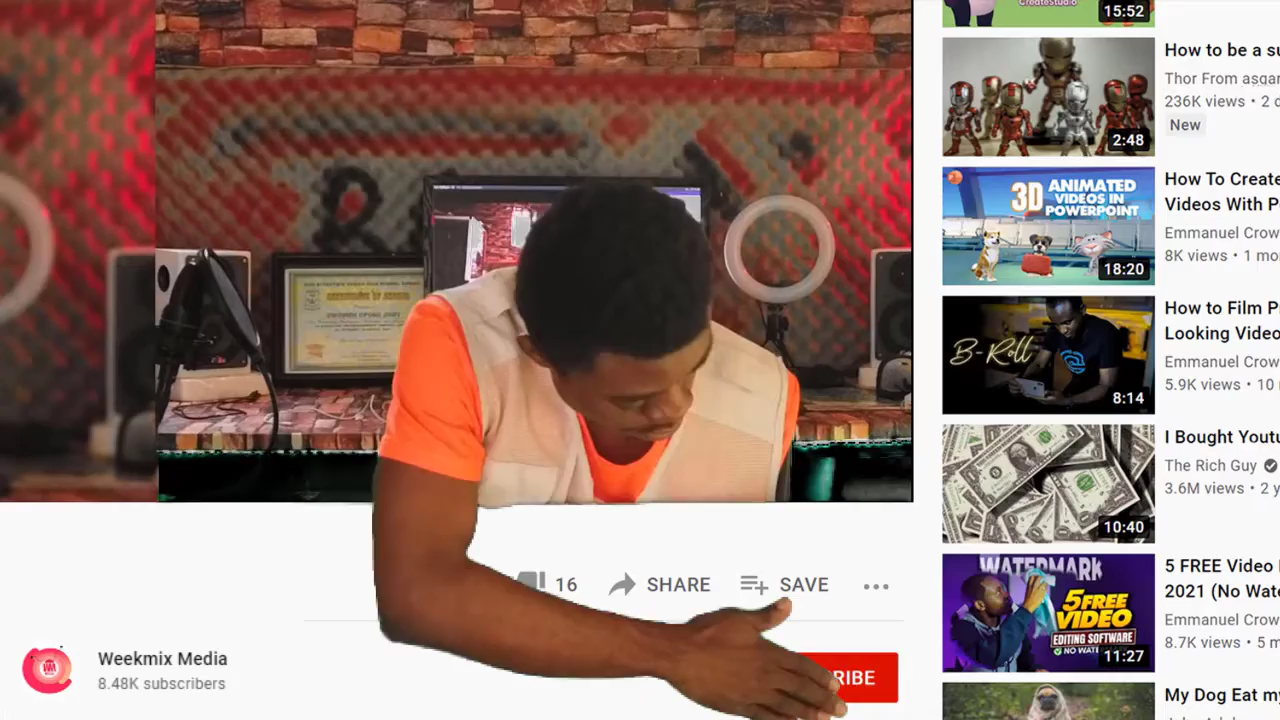 CreateStudio
15:52
How to be a su
Thor From asgar
236K views • 2 d
New
2:48
How To Create
Videos With P
Emmanuel Crow
8K views • 1 mo
3D ANIMATED
VIDEOS IN
POWERPOINT
18:20
How to Film P
Looking Video
Emmanuel Crow
5.9K views • 10
B-Roll
8:14
I Bought Youtu
The Rich Guy
3.6M views • 2 y
10:40
5 FREE Video
2021 (No Wate
Emmanuel Crow
8.7K views • 5 m
WATERMARK
5 FREE
VIDEO
EDITING SOFTWARE
11:27
My Dog Eat my
16 SHARE SAVE
Weekmix Media
8.48K subscribers
RIBE